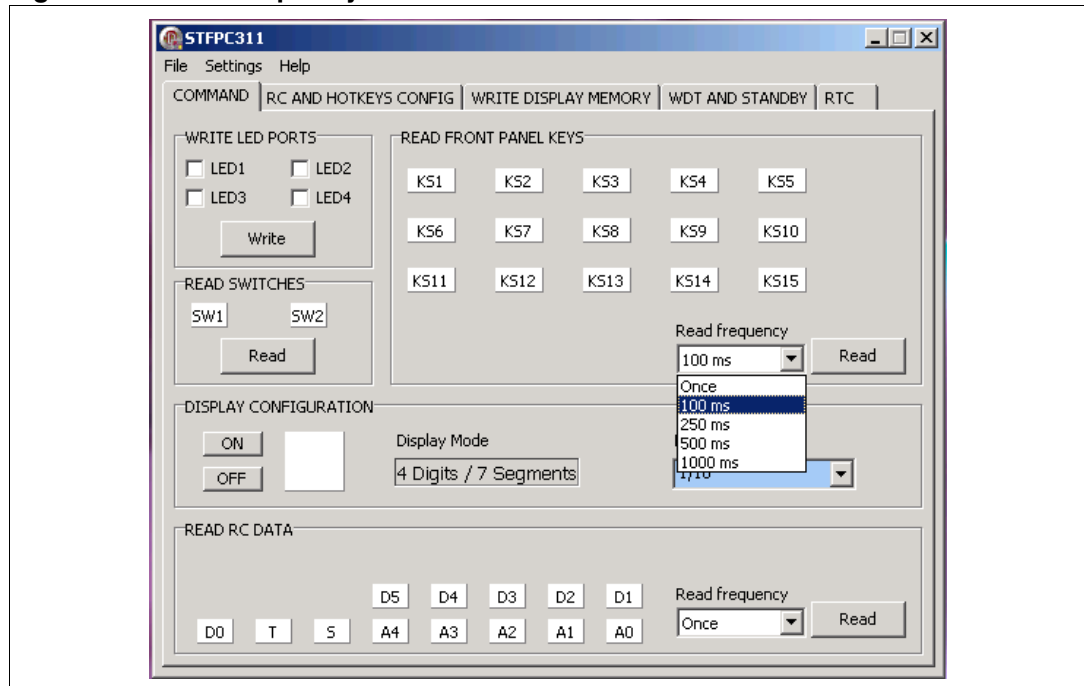 STFPC311
File Settings Help
COMMAND RC AND HOTKEYS CONFIG WRITE DISPLAY MEMORY WDT AND STANDBY RTC
WRITE LED PORTS
LED1 LED2
LED3 LED4
Write
READ FRONT PANEL KEYS
KS1 KS2 KS3 KS4 KS5
KS6 KS7 KS8 KS9 KS10
KS11 KS12 KS13 KS14 KS15
READ SWITCHES
SW1 SW2
Read
Read frequency
100 ms Read
Once
100 ms
250 ms
500 ms
1000 ms
DISPLAY CONFIGURATION
ON
OFF
Display Mode
4 Digits / 7 Segments
1/16
READ RC DATA
D5 D4 D3 D2 D1
D0 T S A4 A3 A2 A1 A0
Read frequency
Once Read